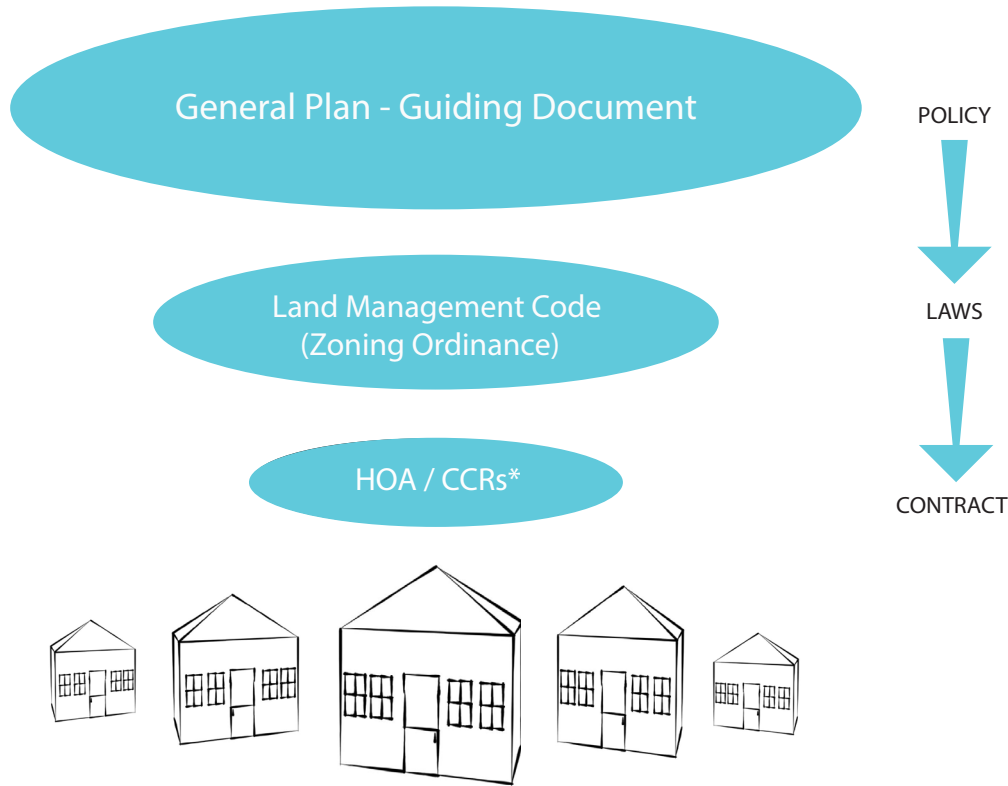 General Plan - Guiding Document
POLICY
Land Management Code
(Zoning Ordinance)
LAWS
HOA / CCRs*
CONTRACT